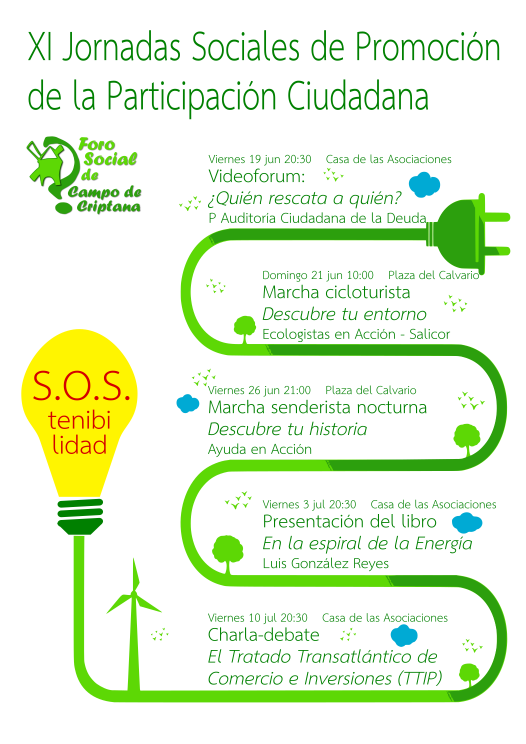 XI Jornadas Sociales de Promoción
de la Participación Ciudadana
Foro
Social
de
Campo de
Criptana
Viernes 19 jun 20:30 Casa de las Asociaciones
Videoforum:
¿Quién rescata a quién?
P Auditoria Ciudadana de la Deuda
Domingo 21 jun 10:00 Plaza del Calvario
Marcha cicloturista
Descubre tu entorno
Ecologistas en Acción - Salicor
S.O.S.
tenibi
lidad
Viernes 26 jun 21:00 Plaza del Calvario
Marcha senderista nocturna
Descubre tu historia
Ayuda en Acción
Viernes 3 jul 20:30 Casa de las Asociaciones
Presentación del libro
En la espiral de la Energía
Luis González Reyes
Viernes 10 jul 20:30 Casa de las Asociaciones
Charla-debate
El Tratado Transatlántico de
Comercio e Inversiones (TTIP)